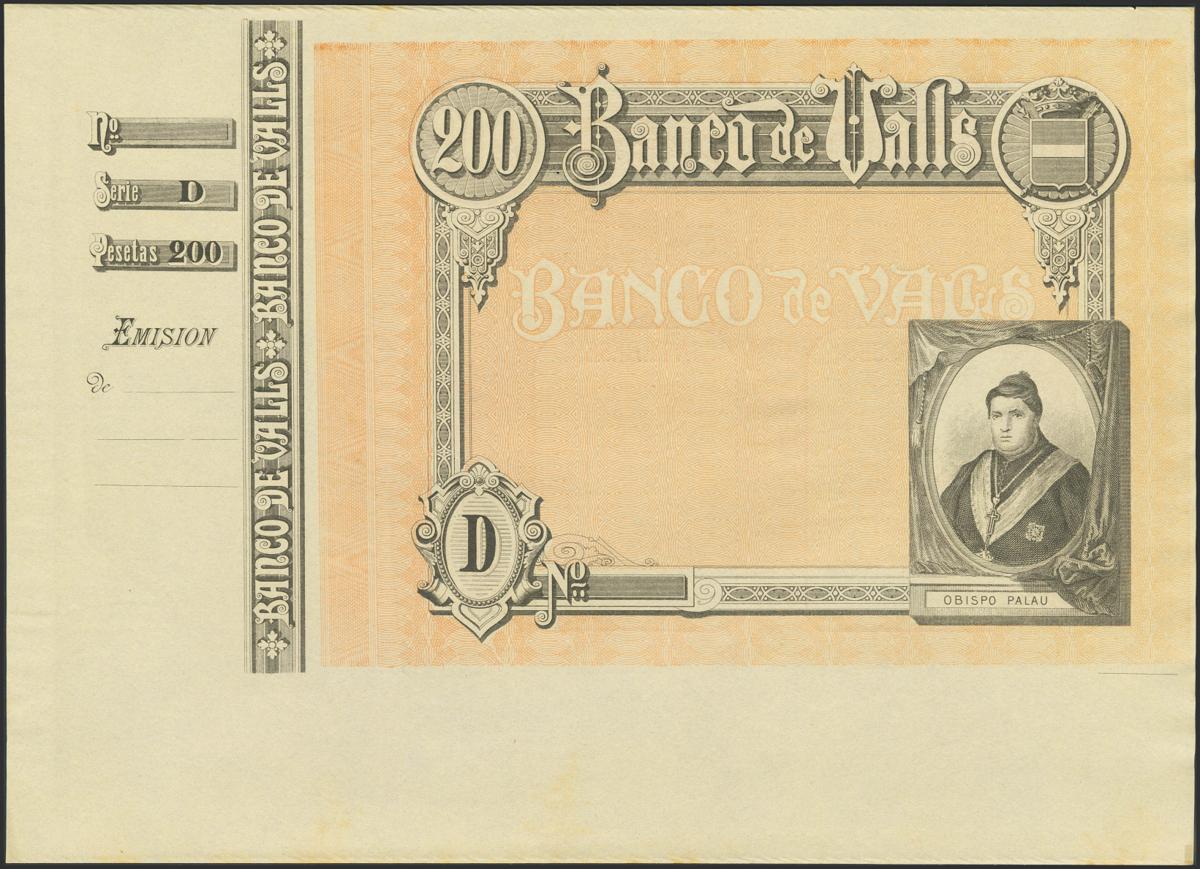 Nº
Serie D
Pesetas 200
EMISION
de
BANCO DE VALLS BANCO DE VALLS
200 Banco de Valls
BANCO de VALLS
D Nº
OBISPO PALAU